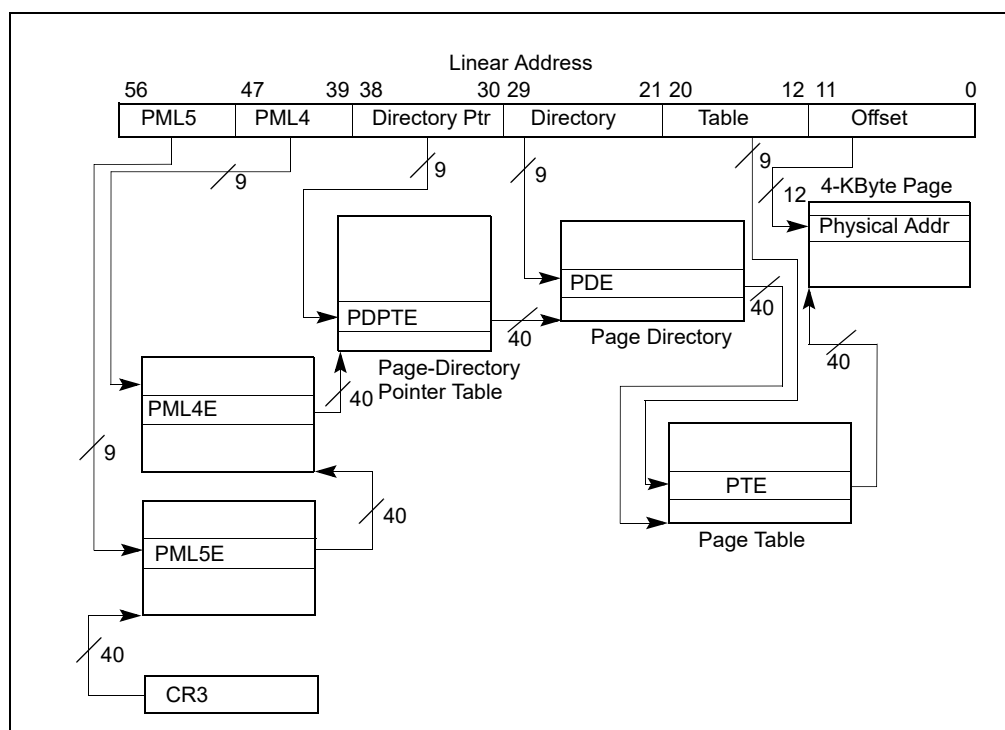 Linear Address
56 47 39 38 30 29 21 20 12 11 0
PML5 PML4 Directory Ptr Directory Table Offset
9 9 9 9
12
4-KByte Page
Physical Addr
PDE
40
PDPTE
40
Page Directory
40
Page-Directory
Pointer Table
40
PML4E
9
PTE
40
Page Table
PML5E
40
CR3